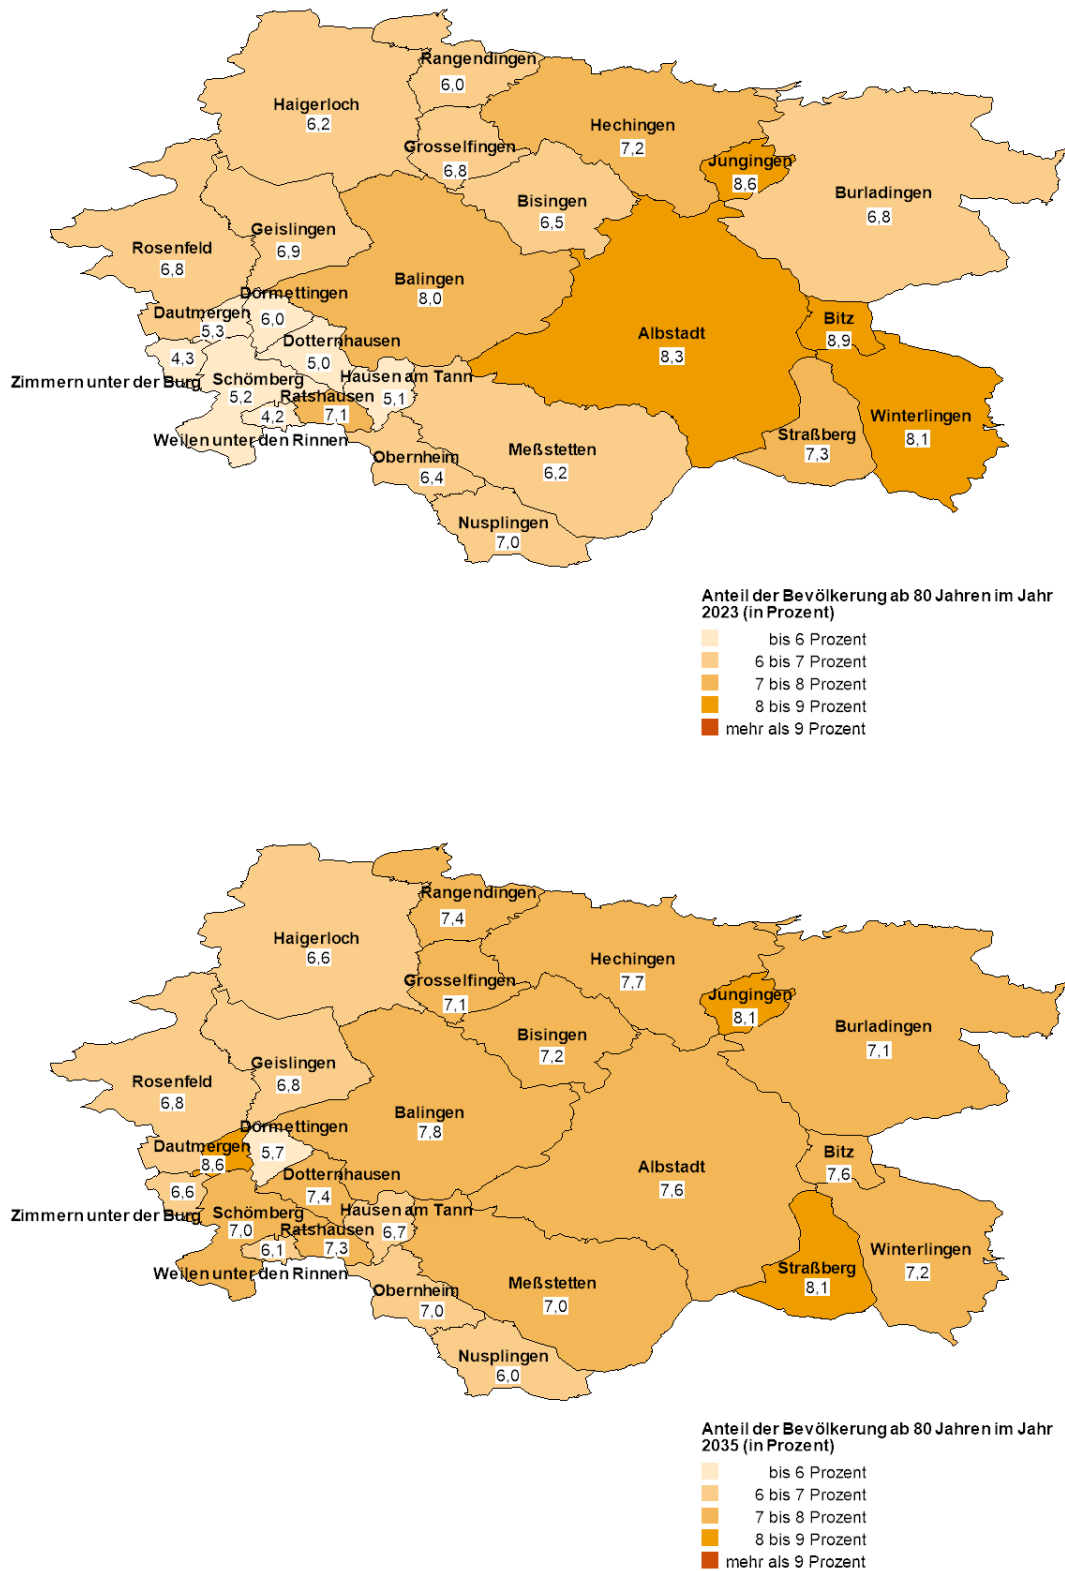 Rangendingen
6,0
Haigerloch
6,2
Hechingen
7,2
Grosselfingen
6,8
Jungingen
8,6
Burladingen
6,8
Bisingen
6,5
Geislingen
6,9
Rosenfeld
6,8
Balingen
8,0
Dormettingen
6,0
Dautmergen
5,3
Bitz
8,9
Albstadt
8,3
Dotternhausen
5,0
4,3
Zimmern unter der Burg
Schömberg
5,2
Hausen am Tann
5,1
Ratshausen
7,1
4,2
Weilen unter den Rinnen
Winterlingen
8,1
Straßberg
7,3
Meßstetten
6,2
Obernheim
6,4
Nusplingen
7,0
Anteil der Bevölkerung ab 80 Jahren im Jahr
2023 (in Prozent)
bis 6 Prozent
6 bis 7 Prozent
7 bis 8 Prozent
8 bis 9 Prozent
mehr als 9 Prozent
Rangendingen
7,4
Haigerloch
6,6
Hechingen
7,7
Grosselfingen
7,1
Jungingen
8,1
Burladingen
7,1
Bisingen
7,2
Geislingen
6,8
Rosenfeld
6,8
Balingen
7,8
Dormettingen
5,7
Dautmergen
8,6
Bitz
7,6
Albstadt
7,6
Dotternhausen
7,4
6,6
Zimmern unter der Burg
Schömberg
7,0
Hausen am Tann
6,7
Ratshausen
7,3
6,1
Weilen unter den Rinnen
Winterlingen
7,2
Straßberg
8,1
Meßstetten
7,0
Obernheim
7,0
Nusplingen
6,0
Anteil der Bevölkerung ab 80 Jahren im Jahr
2035 (in Prozent)
bis 6 Prozent
6 bis 7 Prozent
7 bis 8 Prozent
8 bis 9 Prozent
mehr als 9 Prozent